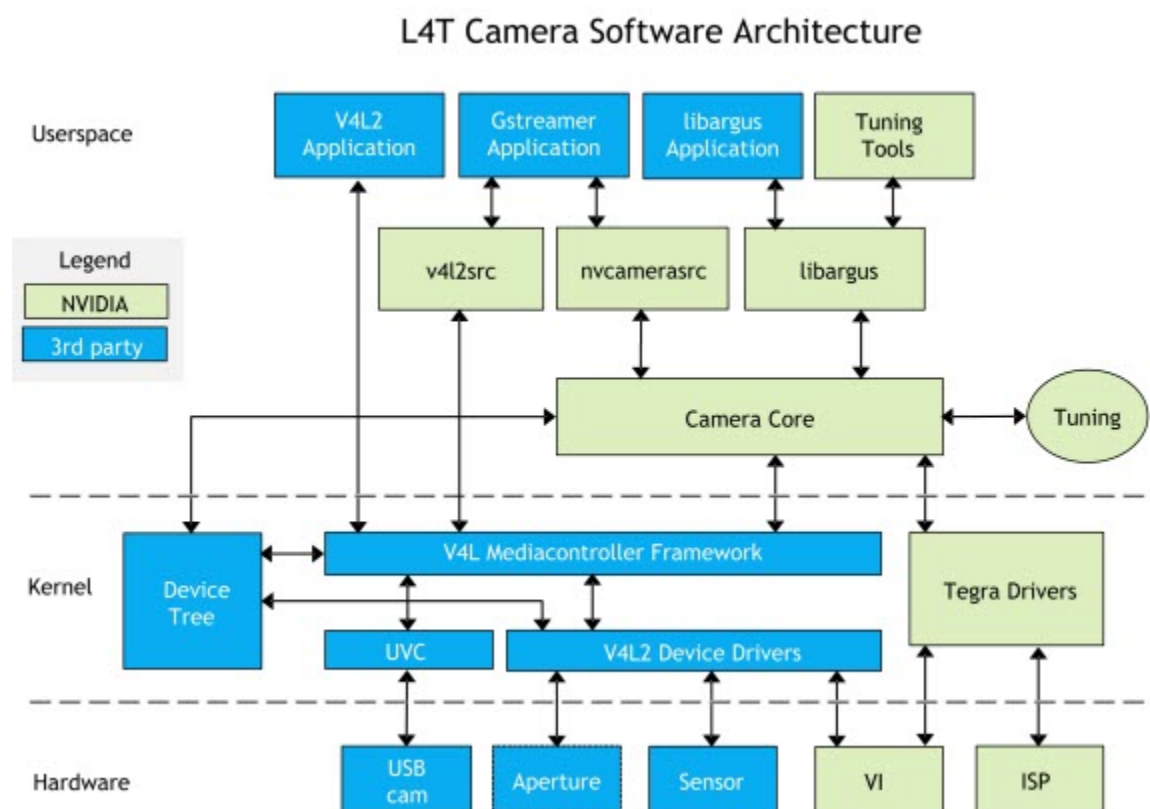 L4T Camera Software Architecture
Userspace
V4L2
Application
Gstreamer
Application
libargus
Application
Tuning
Tools
Legend
NVIDIA
3rd party
v4l2src
nvcamerasrc
libargus
Camera Core
Tuning
Kernel
Device
Tree
V4L Mediacontroller Framework
Tegra Drivers
UVC
V4L2 Device Drivers
Hardware
USB
cam
Aperture
Sensor
VI
ISP